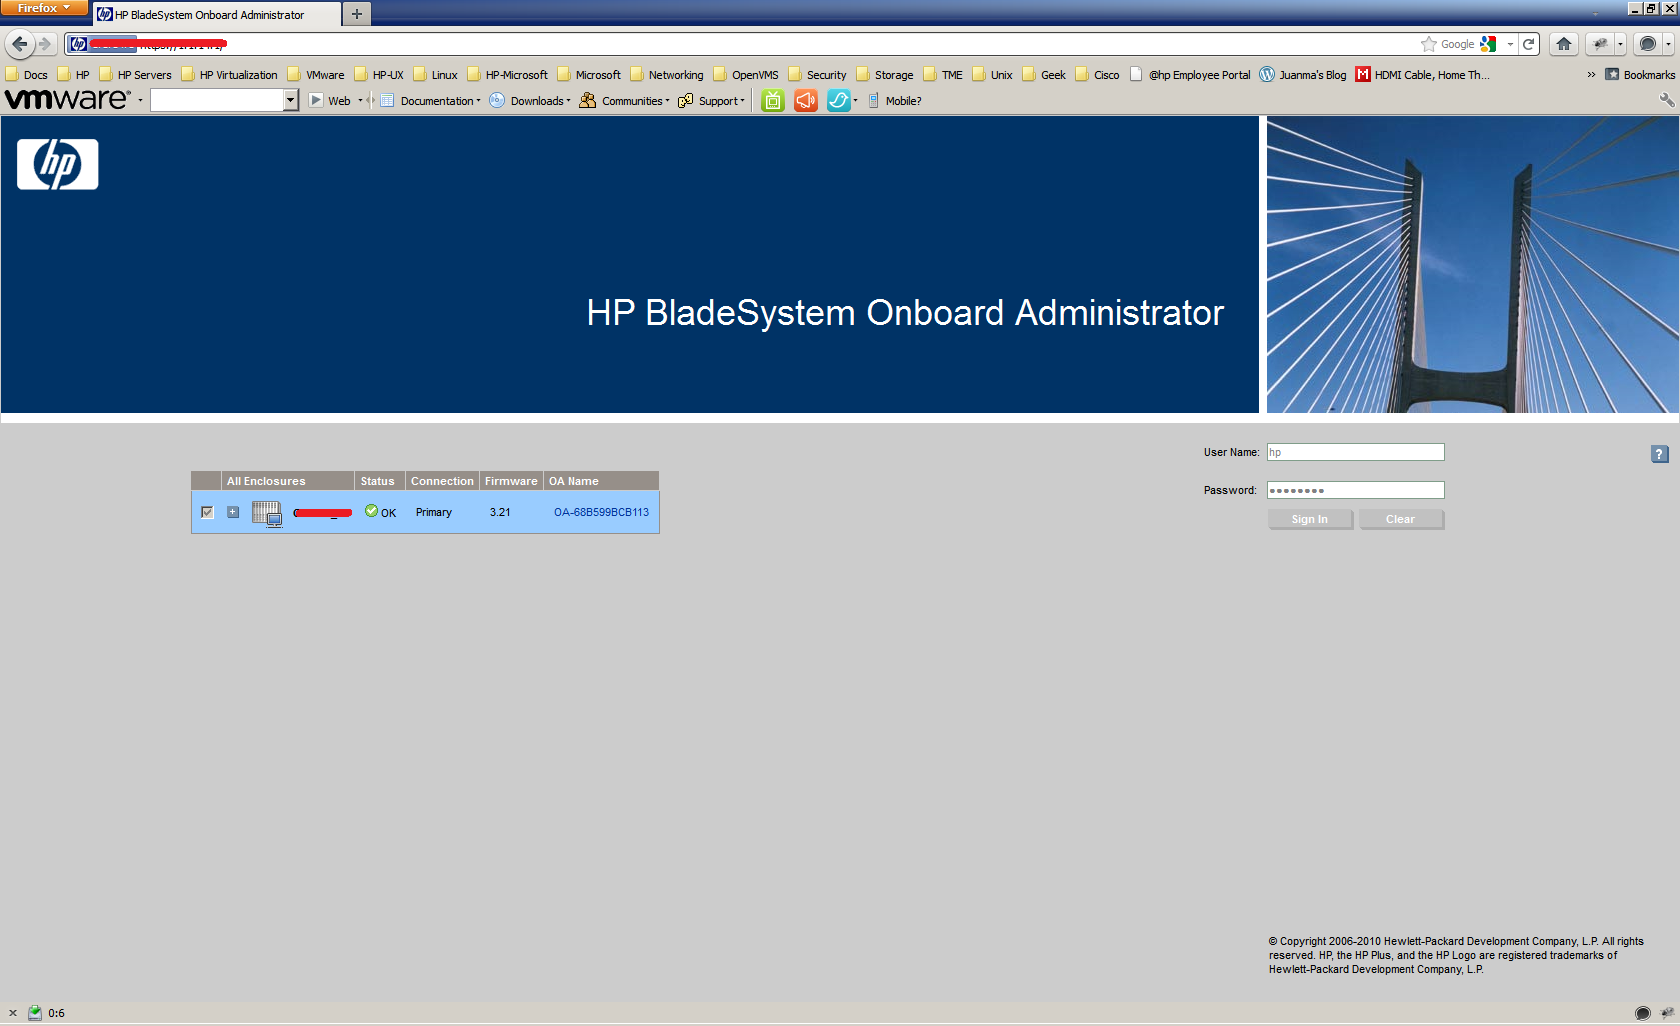 Firefox
HP BladeSystem Onboard Administrator
Google
Docs HP HP Servers HP Virtualization VMware HP-UX Linux HP-Microsoft Microsoft Networking OpenVMS Security Storage TME Unix Geek Cisco @hp Employee Portal Juanma's Blog HDMI Cable, Home Th... » Bookmarks
vmware® Web Documentation Downloads Communities Support Mobile?
hp
HP BladeSystem Onboard Administrator
User Name: hp
?
All Enclosures Status Connection Firmware OA Name
Password: ●●●●●●●●
OK Primary 3.21 OA-68B599BCB113
Sign In Clear
© Copyright 2006-2010 Hewlett-Packard Development Company, L.P. All rights
reserved. HP, the HP Plus, and the HP Logo are registered trademarks of
Hewlett-Packard Development Company, L.P.
0:6